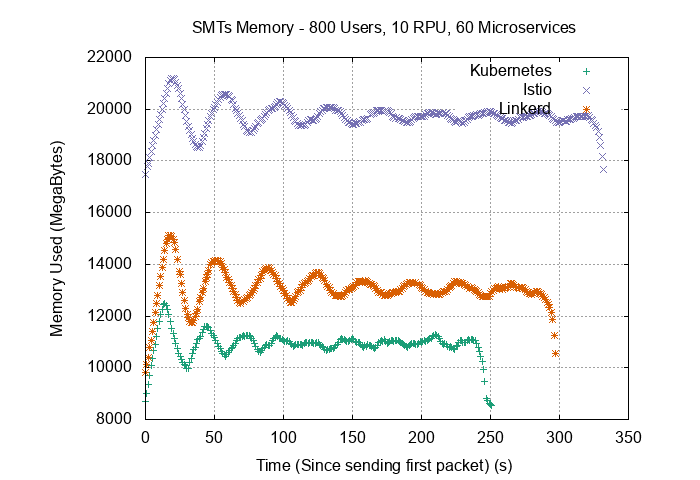 SMTs Memory - 800 Users, 10 RPU, 60 Microservices
Memory Used (MegaBytes)
22000
20000
18000
16000
14000
12000
10000
8000
Kubernetes
Istio
Linkerd
0 50 100 150 200 250 300 350
Time (Since sending first packet) (s)